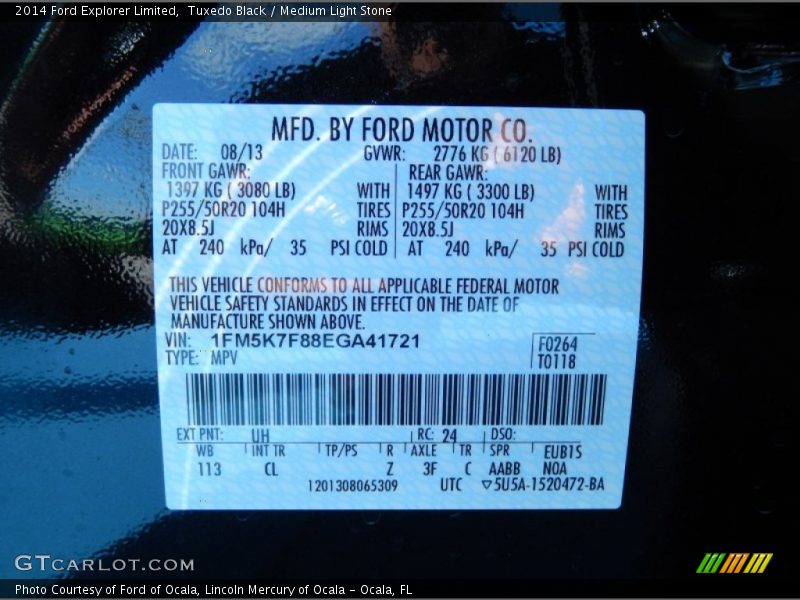 2014 Ford Explorer Limited, Tuxedo Black / Medium Light Stone
MFD. BY FORD MOTOR CO.
DATE: 08/13 GVWR: 2776 KG ( 6120 LB)
FRONT GAWR: REAR GAWR:
1397 KG ( 3080 LB) WITH 1497 KG ( 3300 LB) WITH
P255/50R20 104H TIRES P255/50R20 104H TIRES
20X8.5J RIMS 20X8.5J RIMS
AT 240 kPa/ 35 PSI COLD AT 240 kPa/ 35 PSI COLD
THIS VEHICLE CONFORMS TO ALL APPLICABLE FEDERAL MOTOR
VEHICLE SAFETY STANDARDS IN EFFECT ON THE DATE OF
MANUFACTURE SHOWN ABOVE.
VIN: 1FM5K7F88EGA41721 F0264
TYPE: MPV T0118
EXT PNT: UH RC: 24 DSO:
WB INT TR TP/PS R AXLE TR SPR EUB1S
113 CL Z 3F C AABB N0A
1201308065309 UTC ▽5U5A-1520472-BA
GTCARLOT.COM
Photo Courtesy of Ford of Ocala, Lincoln Mercury of Ocala - Ocala, FL